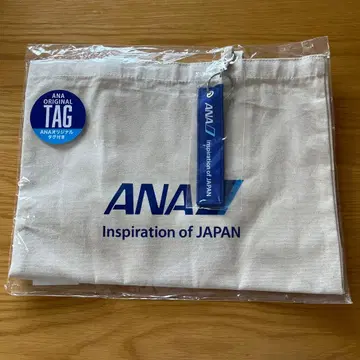 ANA
ORIGINAL
TAG
ANAオリジナル
タグ付き
ANA
Inspiration of JAPAN
ANA
Inspiration of JAPAN